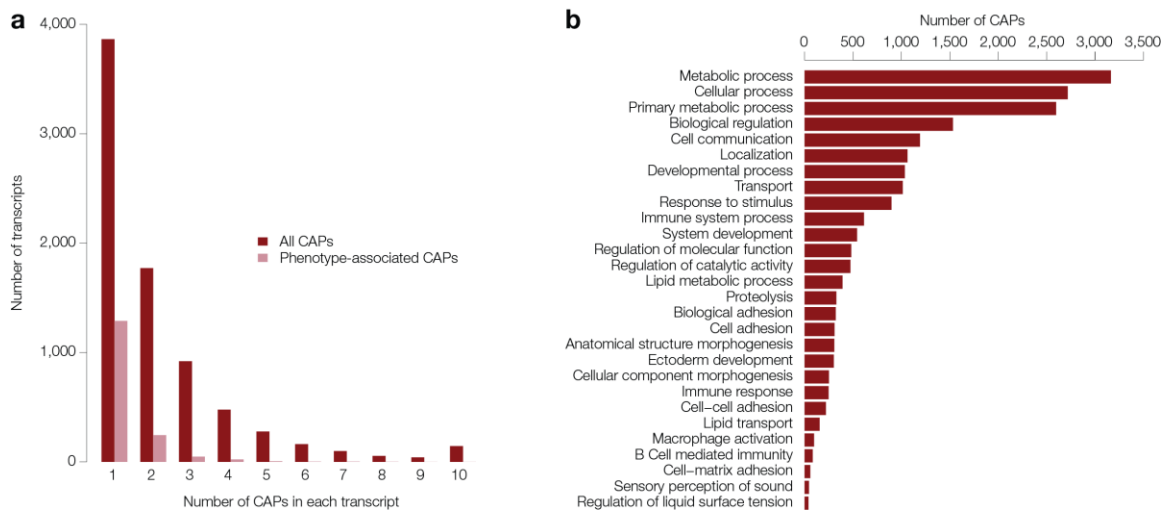 a
4,000
3,000
2,000
1,000
0
Number of transcripts
All CAPs
Phenotype-associated CAPs
1 2 3 4 5 6 7 8 9 10
Number of CAPs in each transcript
b
Number of CAPs
0 500 1,000 1,500 2,000 2,500 3,000 3,500
Metabolic process
Cellular process
Primary metabolic process
Biological regulation
Cell communication
Localization
Developmental process
Transport
Response to stimulus
Immune system process
System development
Regulation of molecular function
Regulation of catalytic activity
Lipid metabolic process
Proteolysis
Biological adhesion
Cell adhesion
Anatomical structure morphogenesis
Ectoderm development
Cellular component morphogenesis
Immune response
Cell–cell adhesion
Lipid transport
Macrophage activation
B Cell mediated immunity
Cell-matrix adhesion
Sensory perception of sound
Regulation of liquid surface tension